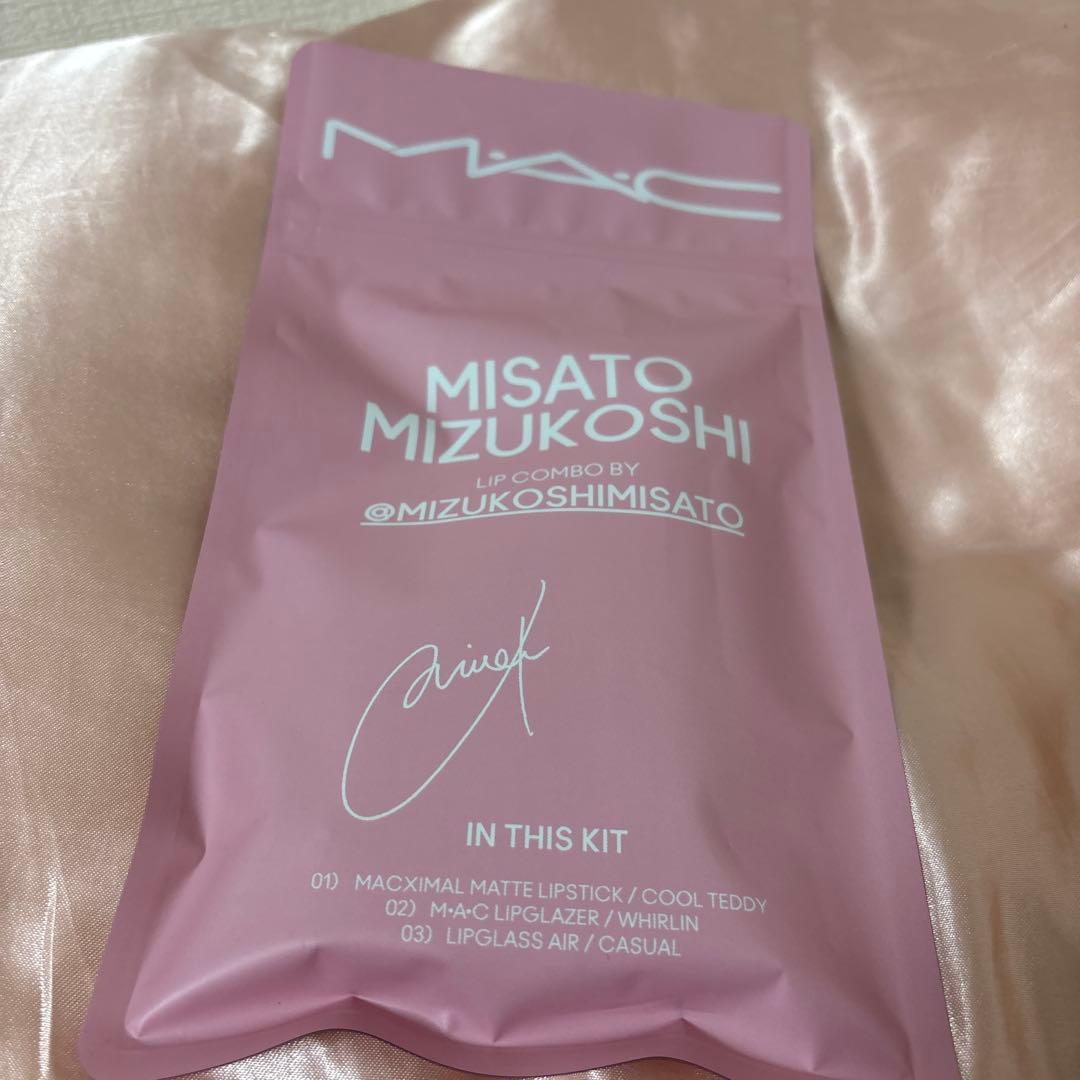 M·A·C
MISATO
MIZUKOSHI
LIP COMBO BY
@MIZUKOSHIMISATO
IN THIS KIT
01) MACXIMAL MATTE LIPSTICK / COOL TEDDY
02) M•A•C LIPGLAZER / WHIRLIN
03) LIPGLASS AIR / CASUAL